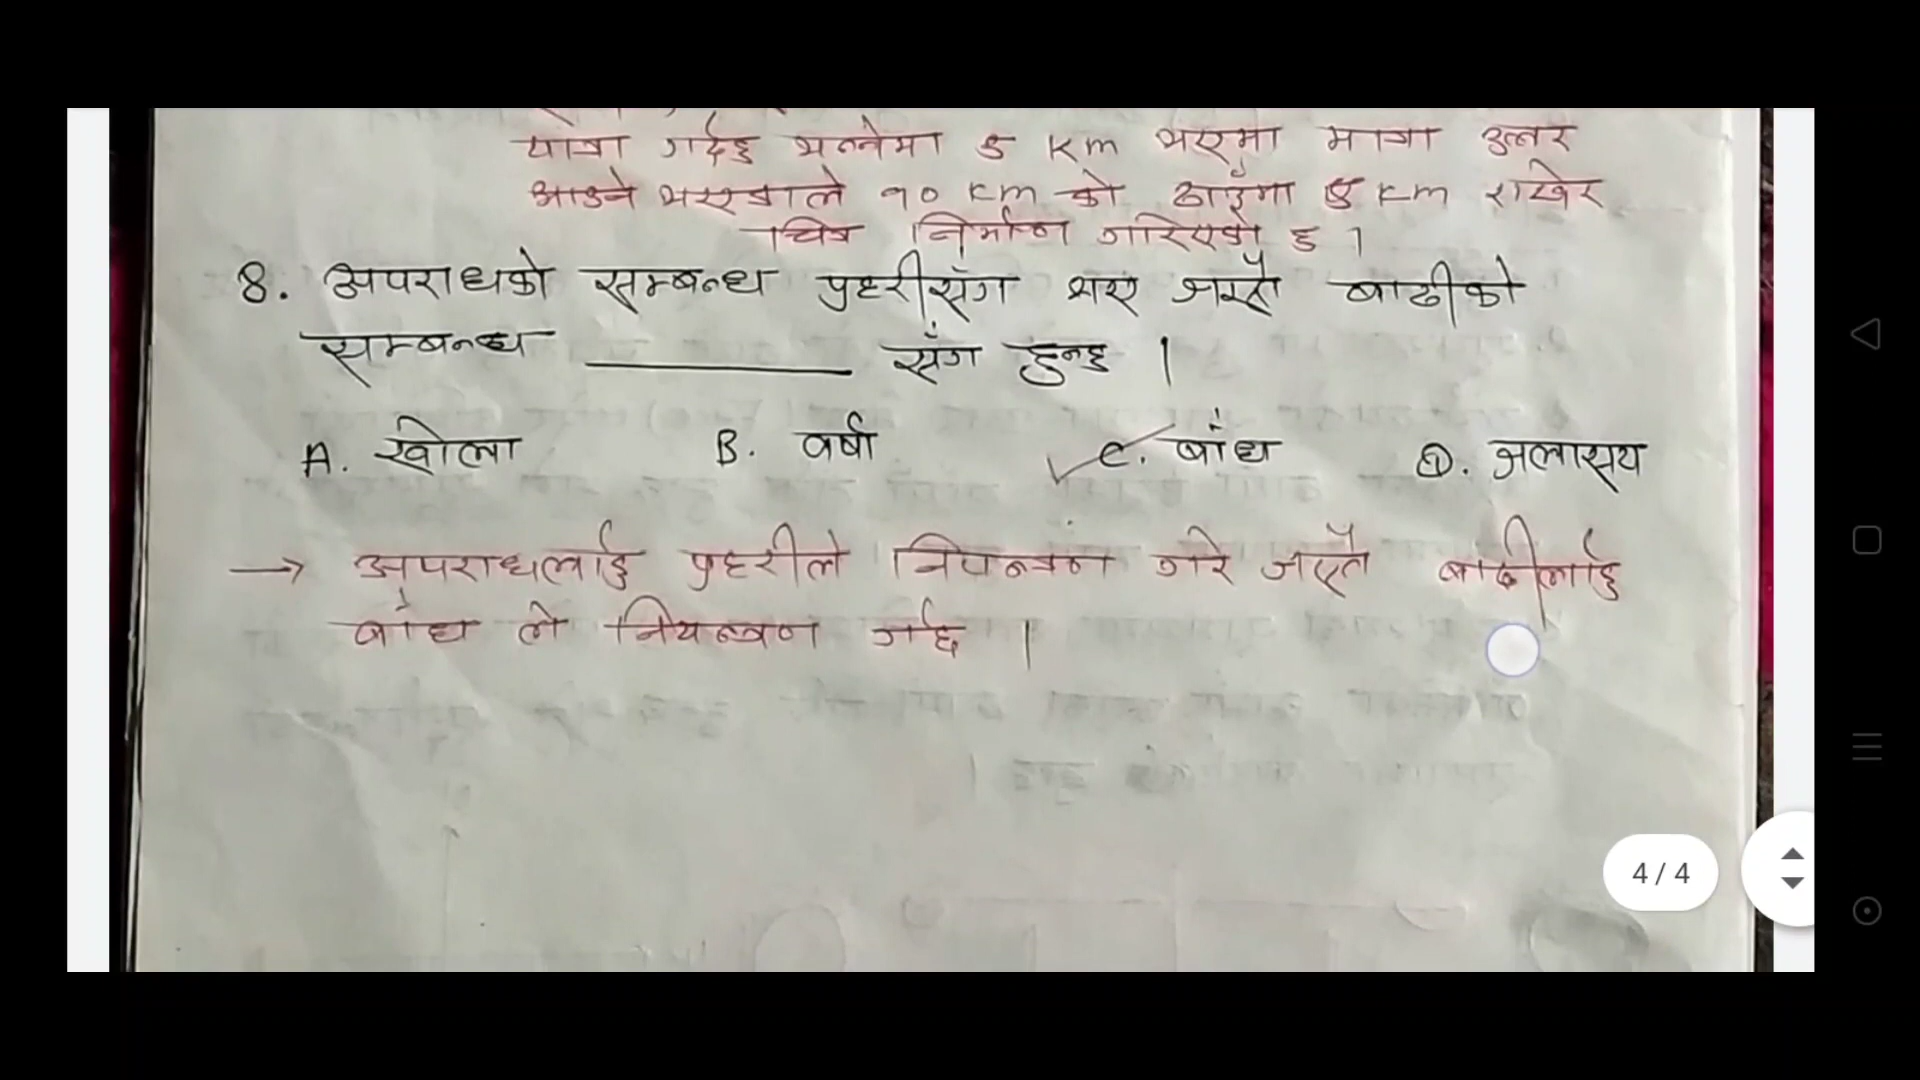 यात्रा गर्दछ भन्नेमा 5 km भएमा मात्रा उत्तर
आउने भएकाले १० km को ठाउँमा 5 km राखेर
चित्र निर्माण गरिएको छ ।
8. अपराधको सम्बन्ध प्रहरीसँग भए जस्तै बाढीको
सम्बन्ध ________ सँग हुन्छ ।
A. खोला B. वर्षा C. बाँध D. जलासय
→ अपराधलाई प्रहरीले नियन्त्रण गरे जस्तै बाढीलाई
बाँध ले नियन्त्रण गर्छ ।
4 / 4